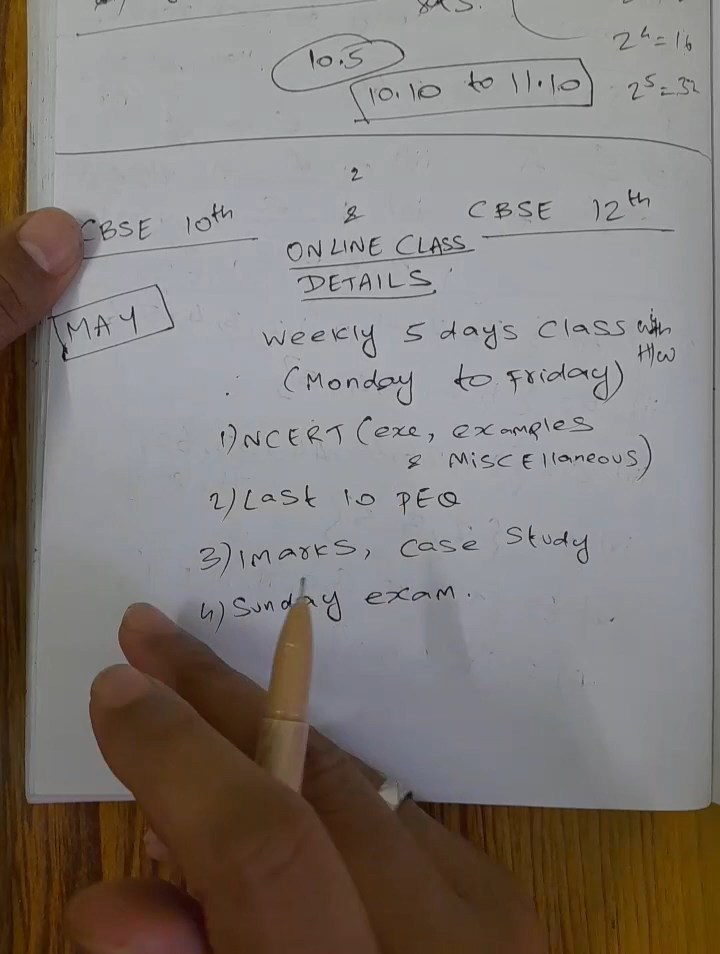 10.5
2⁴=16
10.10 to 11.10
2⁵=32
2
CBSE 10th & CBSE 12th
ONLINE CLASS
DETAILS
MAY
Weekly 5 days class with
H/W
(Monday to Friday)
1) NCERT (exe, examples
& MISCEllaneous)
2) Last 10 PEQ
3) 1marks, case study
4) Sunday exam.